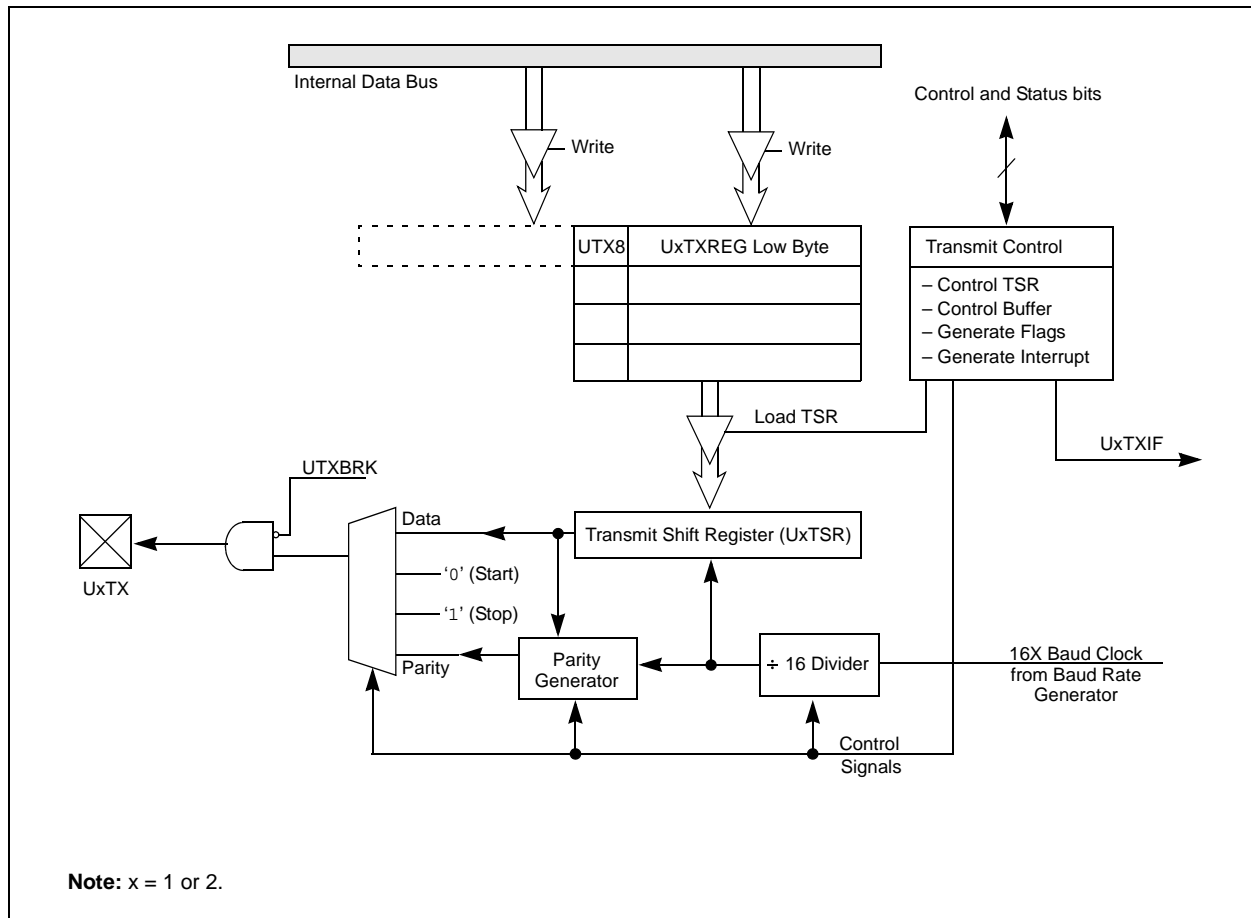 Internal Data Bus
Control and Status bits
Write
Write
UTX8
UxTXREG Low Byte
Transmit Control
– Control TSR
– Control Buffer
– Generate Flags
– Generate Interrupt
Load TSR
UxTXIF
UTXBRK
Data
Transmit Shift Register (UxTSR)
UxTX
‘0’ (Start)
‘1’ (Stop)
Parity
Parity
Generator
÷ 16 Divider
16X Baud Clock
from Baud Rate
Generator
Control
Signals
Note: x = 1 or 2.